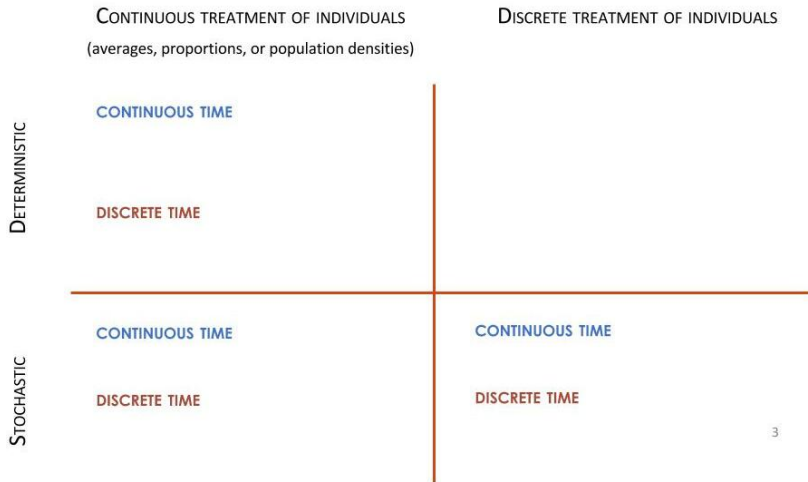 CONTINUOUS TREATMENT OF INDIVIDUALS
(averages, proportions, or population densities)
DISCRETE TREATMENT OF INDIVIDUALS
DETERMINISTIC
CONTINUOUS TIME
DISCRETE TIME
STOCHASTIC
CONTINUOUS TIME
DISCRETE TIME
CONTINUOUS TIME
DISCRETE TIME
3